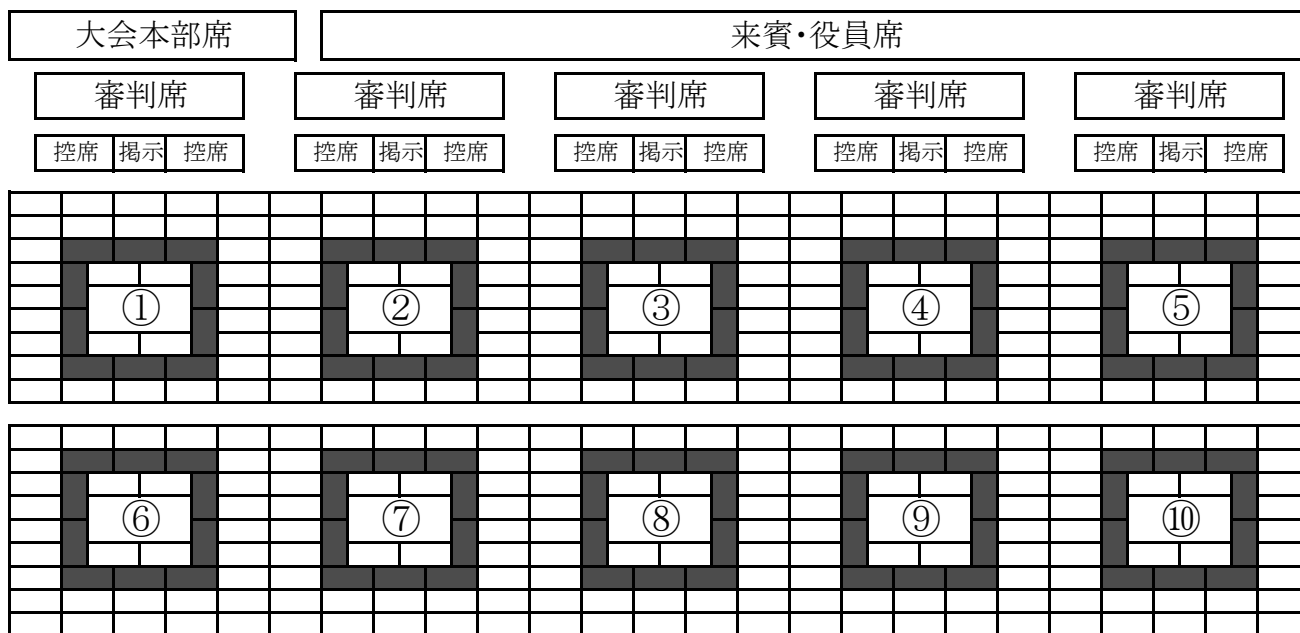 大会本部席 来賓・役員席
審判席 審判席 審判席 審判席 審判席
控席 掲示 控席 控席 掲示 控席 控席 掲示 控席 控席 掲示 控席 控席 掲示 控席
① ② ③ ④ ⑤
⑥ ⑦ ⑧ ⑨ ⑩